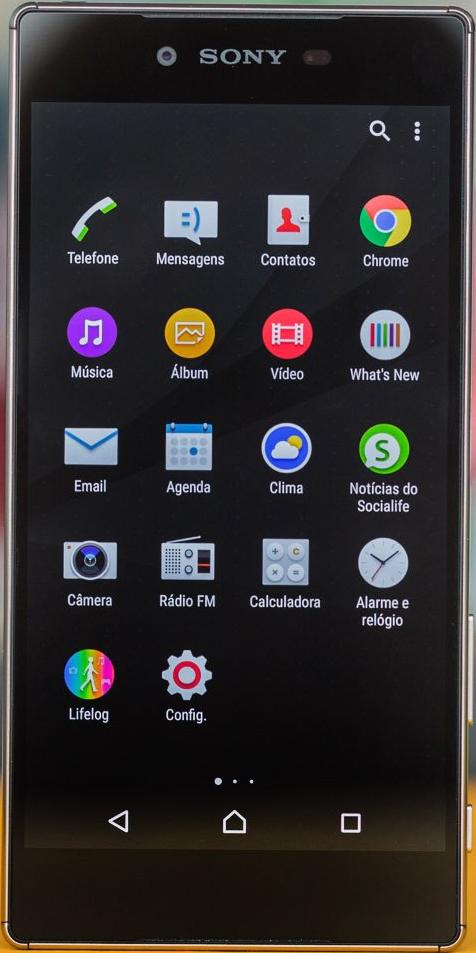 SONY
Telefone
Mensagens
Contatos
Chrome
Música
Álbum
Vídeo
What's New
Email
Agenda
Clima
Notícias do
Socialife
Câmera
Rádio FM
Calculadora
Alarme e
relógio
Lifelog
Config.